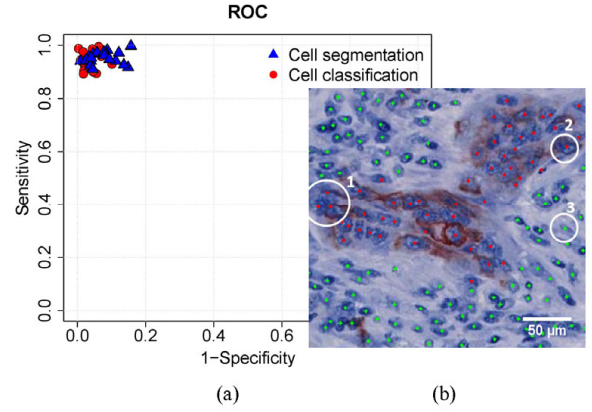 ROC
Cell segmentation
Cell classification
Sensitivity
1.0
0.8
0.6
0.4
0.2
0.0
0.0 0.2 0.4 0.6
1-Specificity
1
2
3
50 µm
(a) (b)